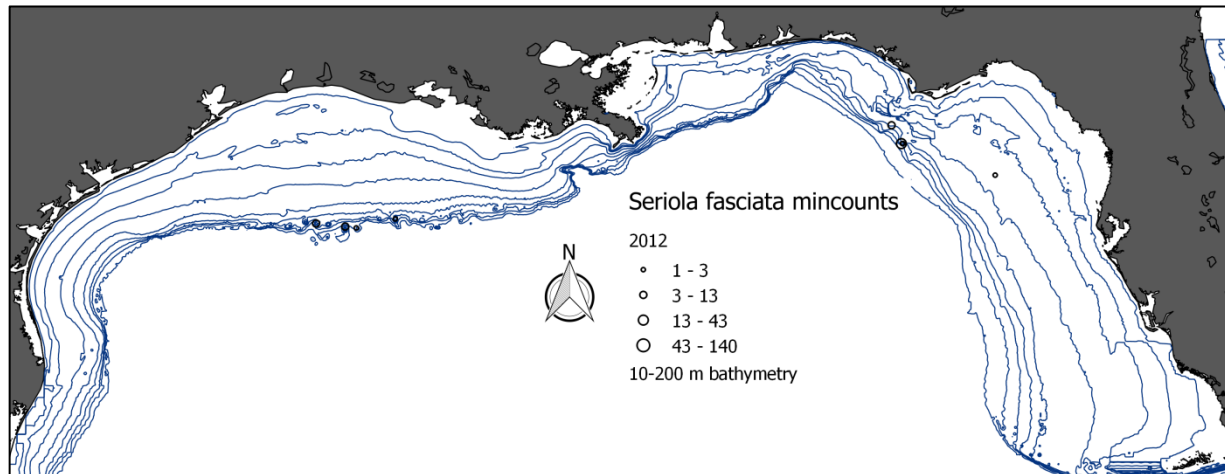 Seriola fasciata mincounts
2012
N
1 - 3
3 - 13
13 - 43
43 - 140
10-200 m bathymetry